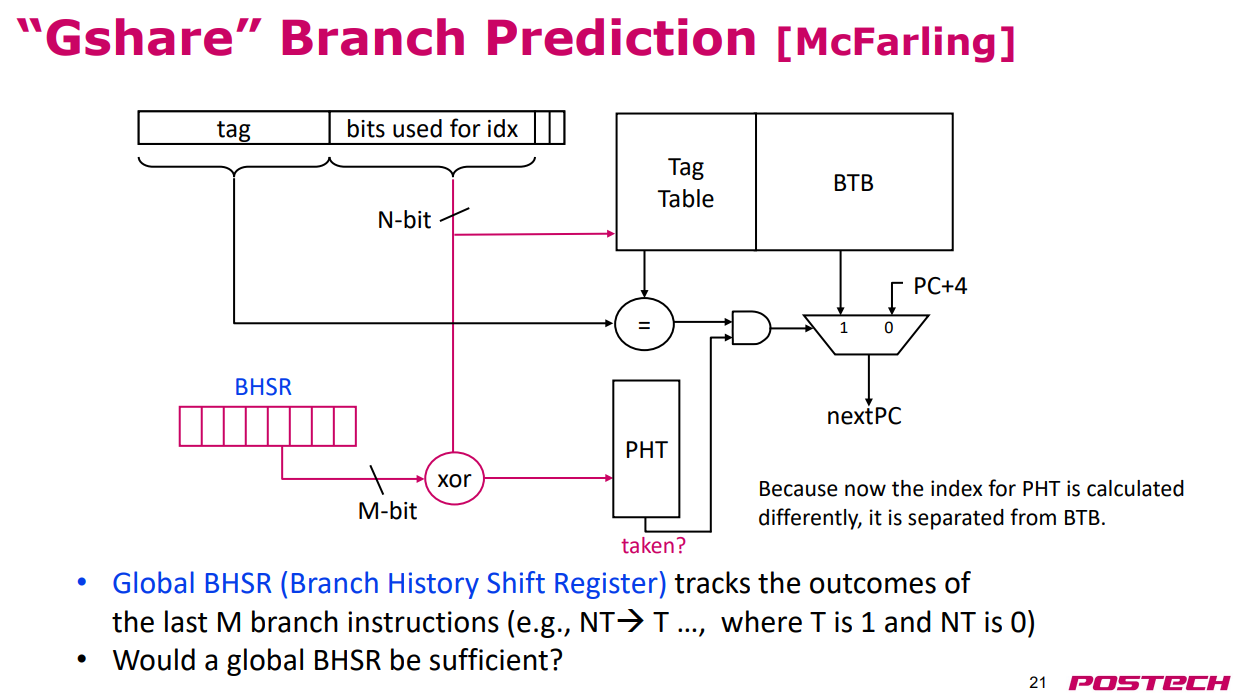 “Gshare” Branch Prediction [McFarling]
tag
bits used for idx
Tag
Table
BTB
N-bit
PC+4
=
1
0
BHSR
nextPC
PHT
xor
M-bit
Because now the index for PHT is calculated
differently, it is separated from BTB.
taken?
• Global BHSR (Branch History Shift Register) tracks the outcomes of
the last M branch instructions (e.g., NT→ T …, where T is 1 and NT is 0)
• Would a global BHSR be sufficient?
21
POSTECH